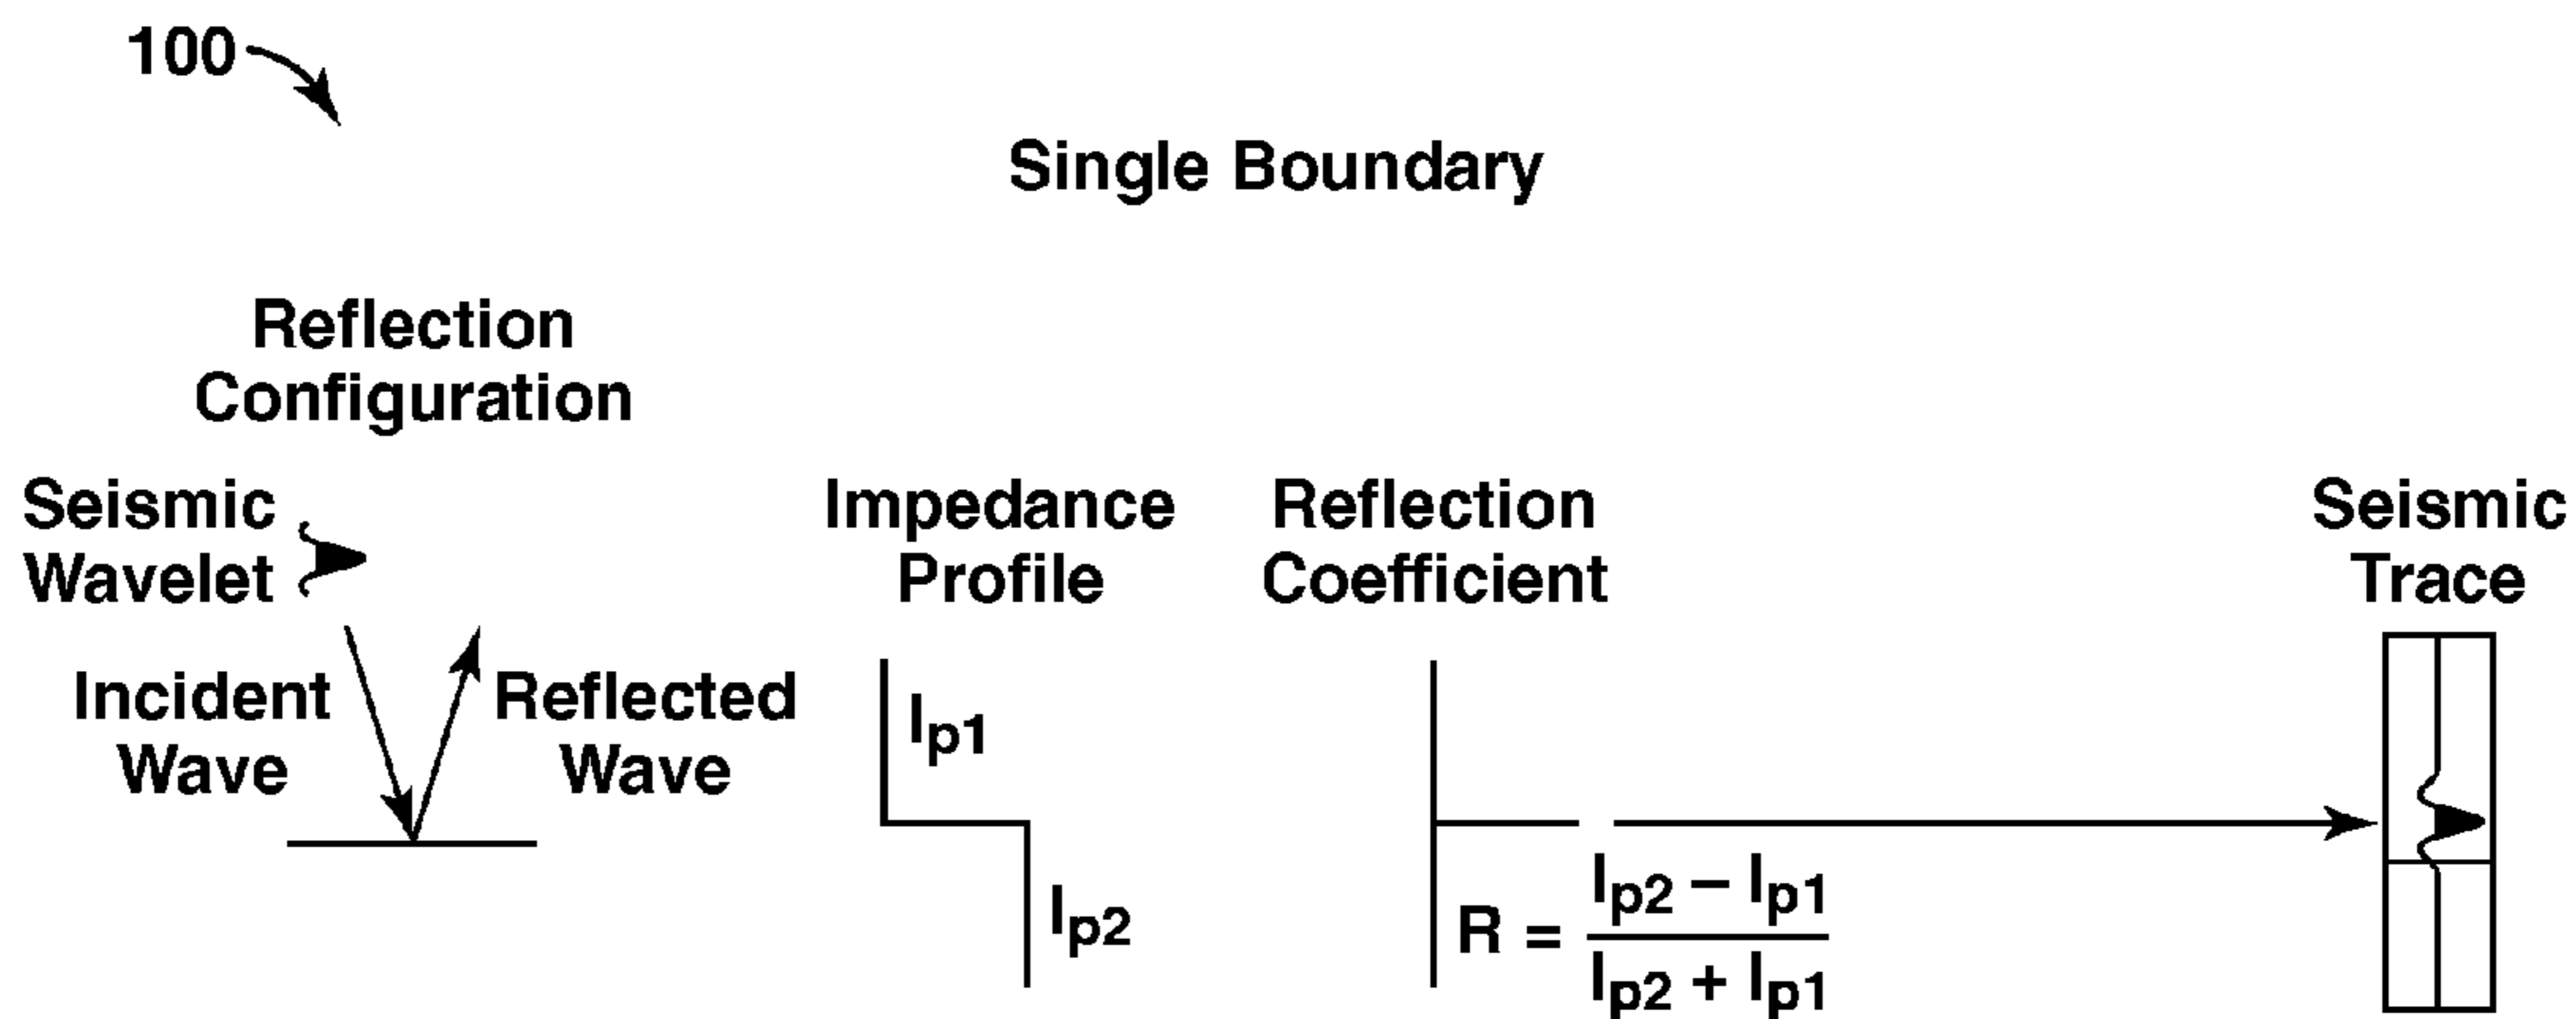 100
Single Boundary
Reflection
Configuration
Seismic
Wavelet
Impedance
Profile
Reflection
Coefficient
Seismic
Trace
Incident
Wave
Reflected
Wave
Ip1
Ip2
R = Ip2 – Ip1
Ip2 + Ip1